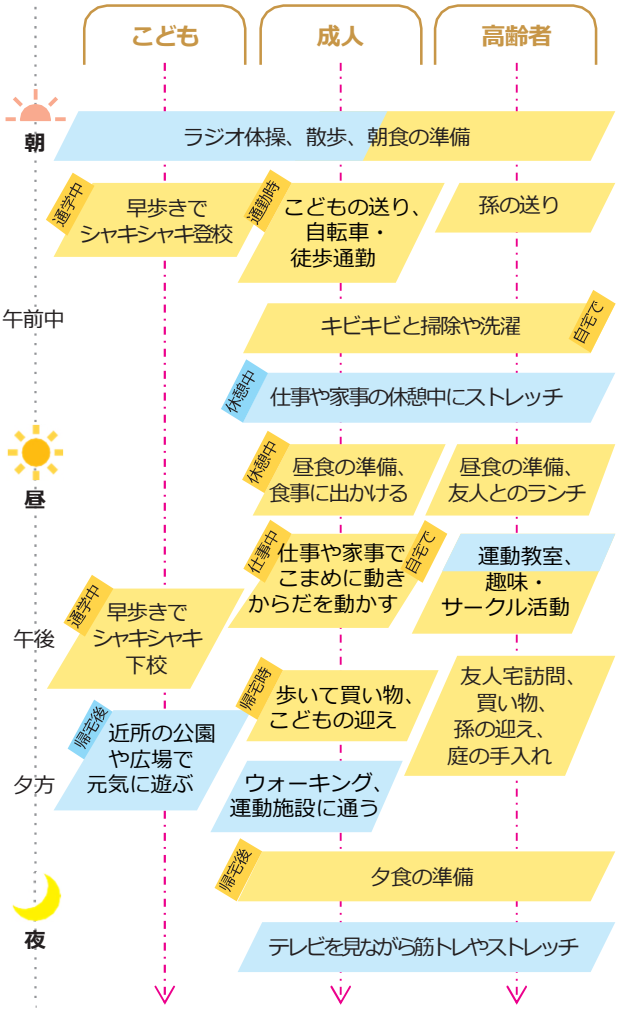 こども
成人
高齢者
朝
ラジオ体操、散歩、朝食の準備
通学中
早歩きで
シャキシャキ登校
通勤時
こどもの送り、
自転車・
徒歩通勤
孫の送り
午前中
キビキビと掃除や洗濯
自宅で
休憩中
仕事や家事の休憩中にストレッチ
昼
休憩中
昼食の準備、
食事に出かける
昼食の準備、
友人とのランチ
仕事中
仕事や家事で
こまめに動き
からだを動かす
自宅で
運動教室、
趣味・
サークル活動
午後
通学中
早歩きで
シャキシャキ
下校
帰宅時
歩いて買い物、
こどもの迎え
友人宅訪問、
買い物、
孫の迎え、
庭の手入れ
夕方
帰宅後
近所の公園
や広場で
元気に遊ぶ
ウォーキング、
運動施設に通う
帰宅後
夕食の準備
夜
テレビを見ながら筋トレやストレッチ